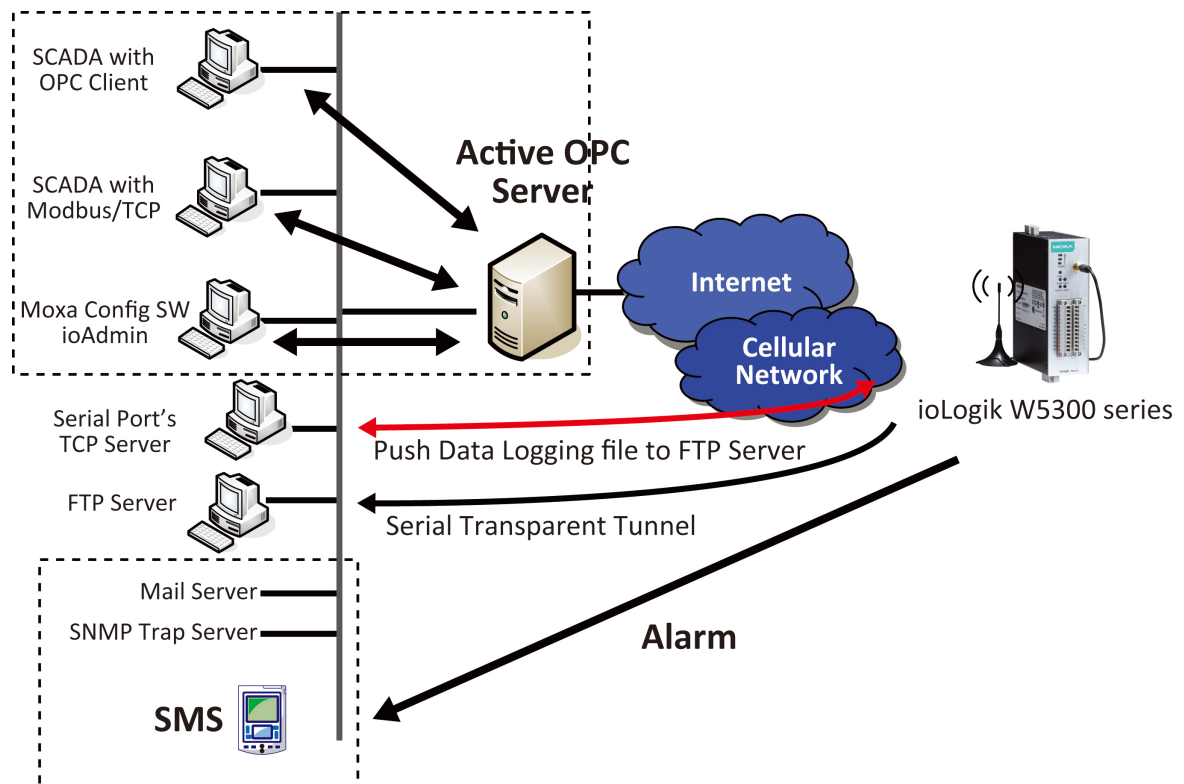 SCADA with
OPC Client
SCADA with
Modbus/TCP
Moxa Config SW
ioAdmin
Active OPC
Server
Internet
Cellular
Network
MOXA
ioLogik W5300 series
Serial Port's
TCP Server
Push Data Logging file to FTP Server
FTP Server
Serial Transparent Tunnel
Mail Server
SNMP Trap Server
Alarm
SMS